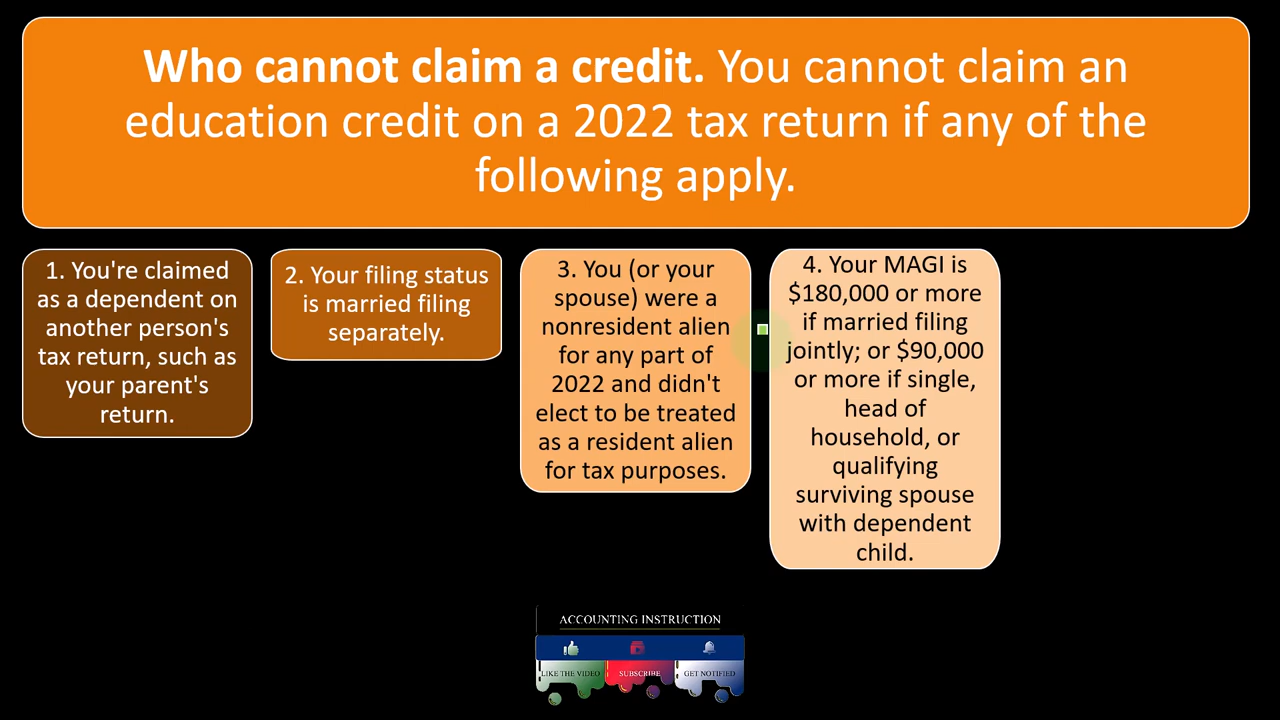 Who cannot claim a credit. You cannot claim an
education credit on a 2022 tax return if any of the
following apply.
1. You're claimed
as a dependent on
another person's
tax return, such as
your parent's
return.
2. Your filing status
is married filing
separately.
3. You (or your
spouse) were a
nonresident alien
for any part of
2022 and didn't
elect to be treated
as a resident alien
for tax purposes.
4. Your MAGI is
$180,000 or more
if married filing
jointly; or $90,000
or more if single,
head of
household, or
qualifying
surviving spouse
with dependent
child.
ACCOUNTING INSTRUCTION
LIKE THE VIDEO
SUBSCRIBE
GET NOTIFIED